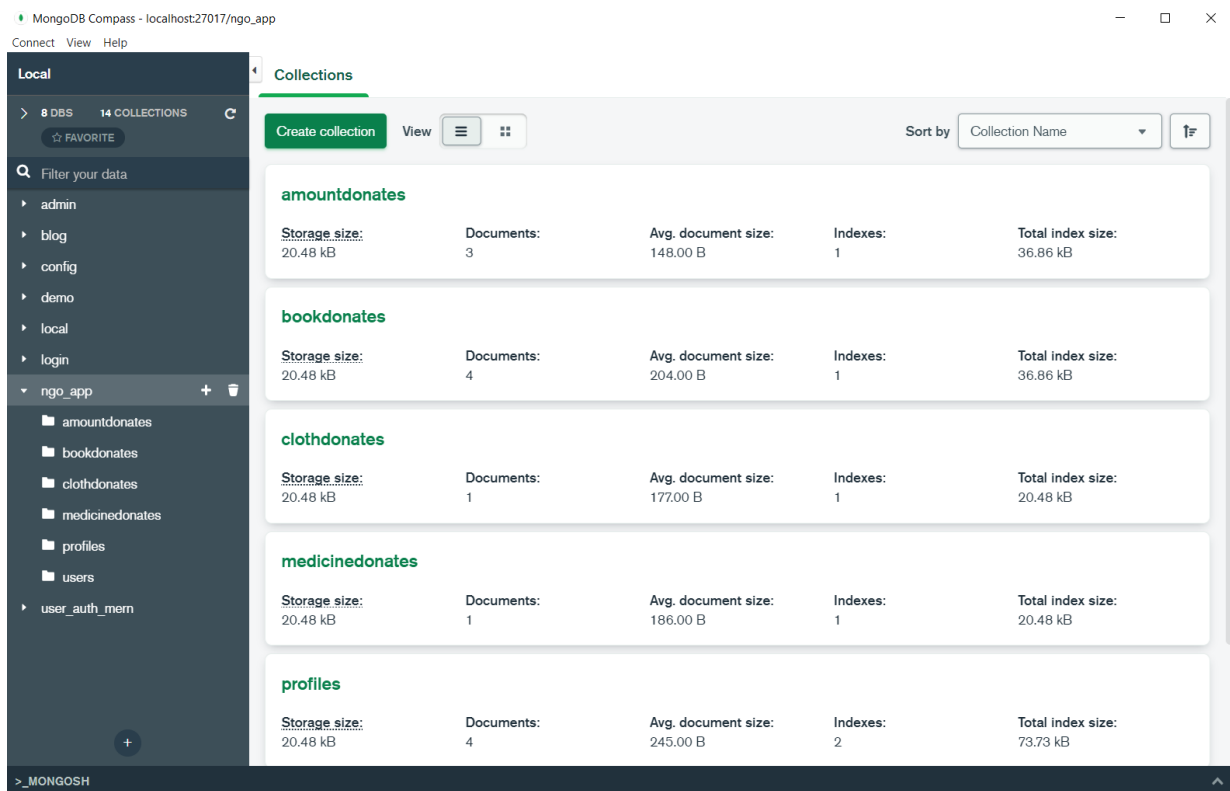 MongoDB Compass - localhost:27017/ngo_app
Connect View Help
Local
8 DBS 14 COLLECTIONS
FAVORITE
Filter your data
admin
blog
config
demo
local
login
ngo_app
amountdonates
bookdonates
clothdonates
medicinedonates
profiles
users
user_auth_mern
Collections
Create collection View Sort by Collection Name
amountdonates
Storage size: Documents: Avg. document size: Indexes: Total index size:
20.48 kB 3 148.00 B 1 36.86 kB
bookdonates
Storage size: Documents: Avg. document size: Indexes: Total index size:
20.48 kB 4 204.00 B 1 36.86 kB
clothdonates
Storage size: Documents: Avg. document size: Indexes: Total index size:
20.48 kB 1 177.00 B 1 20.48 kB
medicinedonates
Storage size: Documents: Avg. document size: Indexes: Total index size:
20.48 kB 1 186.00 B 1 20.48 kB
profiles
Storage size: Documents: Avg. document size: Indexes: Total index size:
20.48 kB 4 245.00 B 2 73.73 kB
>_MONGOSH